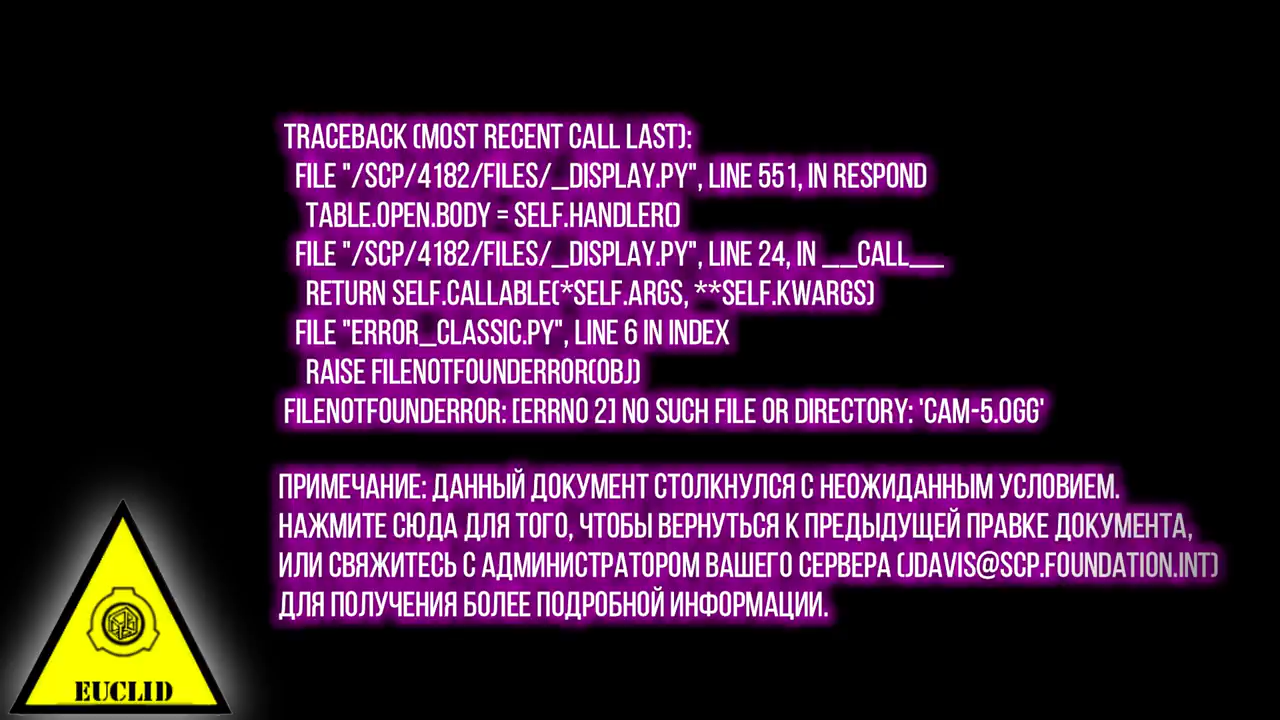 TRACEBACK (MOST RECENT CALL LAST):
FILE "/SCP/4182/FILES/_DISPLAY.PY", LINE 551, IN RESPOND
TABLE.OPEN.BODY = SELF.HANDLER()
FILE "/SCP/4182/FILES/_DISPLAY.PY", LINE 24, IN __CALL__
RETURN SELF.CALLABLE(*SELF.ARGS, **SELF.KWARGS)
FILE "ERROR_CLASSIC.PY", LINE 6 IN INDEX
RAISE FILENOTFOUNDERROR(OBJ)
FILENOTFOUNDERROR: [ERRNO 2] NO SUCH FILE OR DIRECTORY: 'CAM-5.OGG'
ПРИМЕЧАНИЕ: ДАННЫЙ ДОКУМЕНТ СТОЛКНУЛСЯ С НЕОЖИДАННЫМ УСЛОВИЕМ.
НАЖМИТЕ СЮДА ДЛЯ ТОГО, ЧТОБЫ ВЕРНУТЬСЯ К ПРЕДЫДУЩЕЙ ПРАВКЕ ДОКУМЕНТА,
ИЛИ СВЯЖИТЕСЬ С АДМИНИСТРАТОРОМ ВАШЕГО СЕРВЕРА (JDAVIS@SCP.FOUNDATION.INT)
ДЛЯ ПОЛУЧЕНИЯ БОЛЕЕ ПОДРОБНОЙ ИНФОРМАЦИИ.
EUCLID